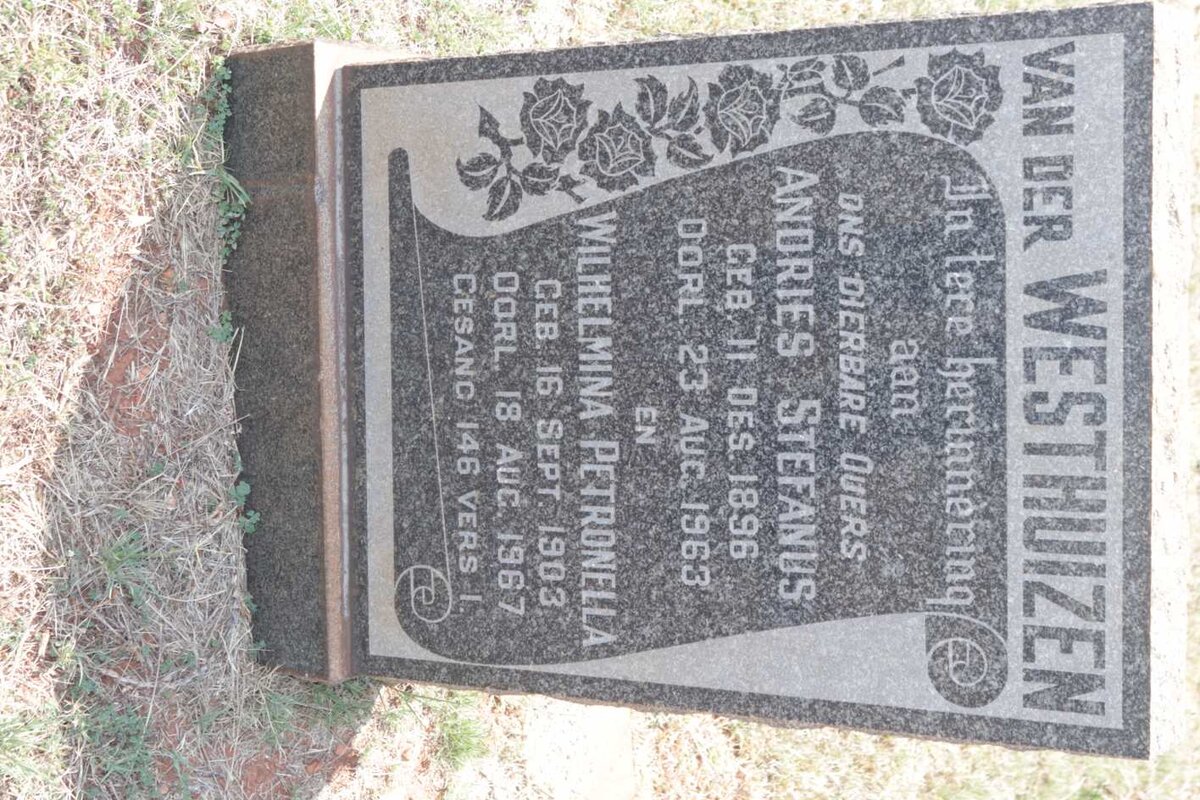 VAN DER WESTHUIZEN
In tere herinnering
aan
ONS DIERBARE OUERS
ANDRIES STEFANUS
GEB. 11 DES. 1896
OORL. 23 AUG. 1963
EN
WILHELMINA PETRONELLA
GEB. 16 SEPT. 1903
OORL. 18 AUG. 1967
GESANG 146 VERS 1.